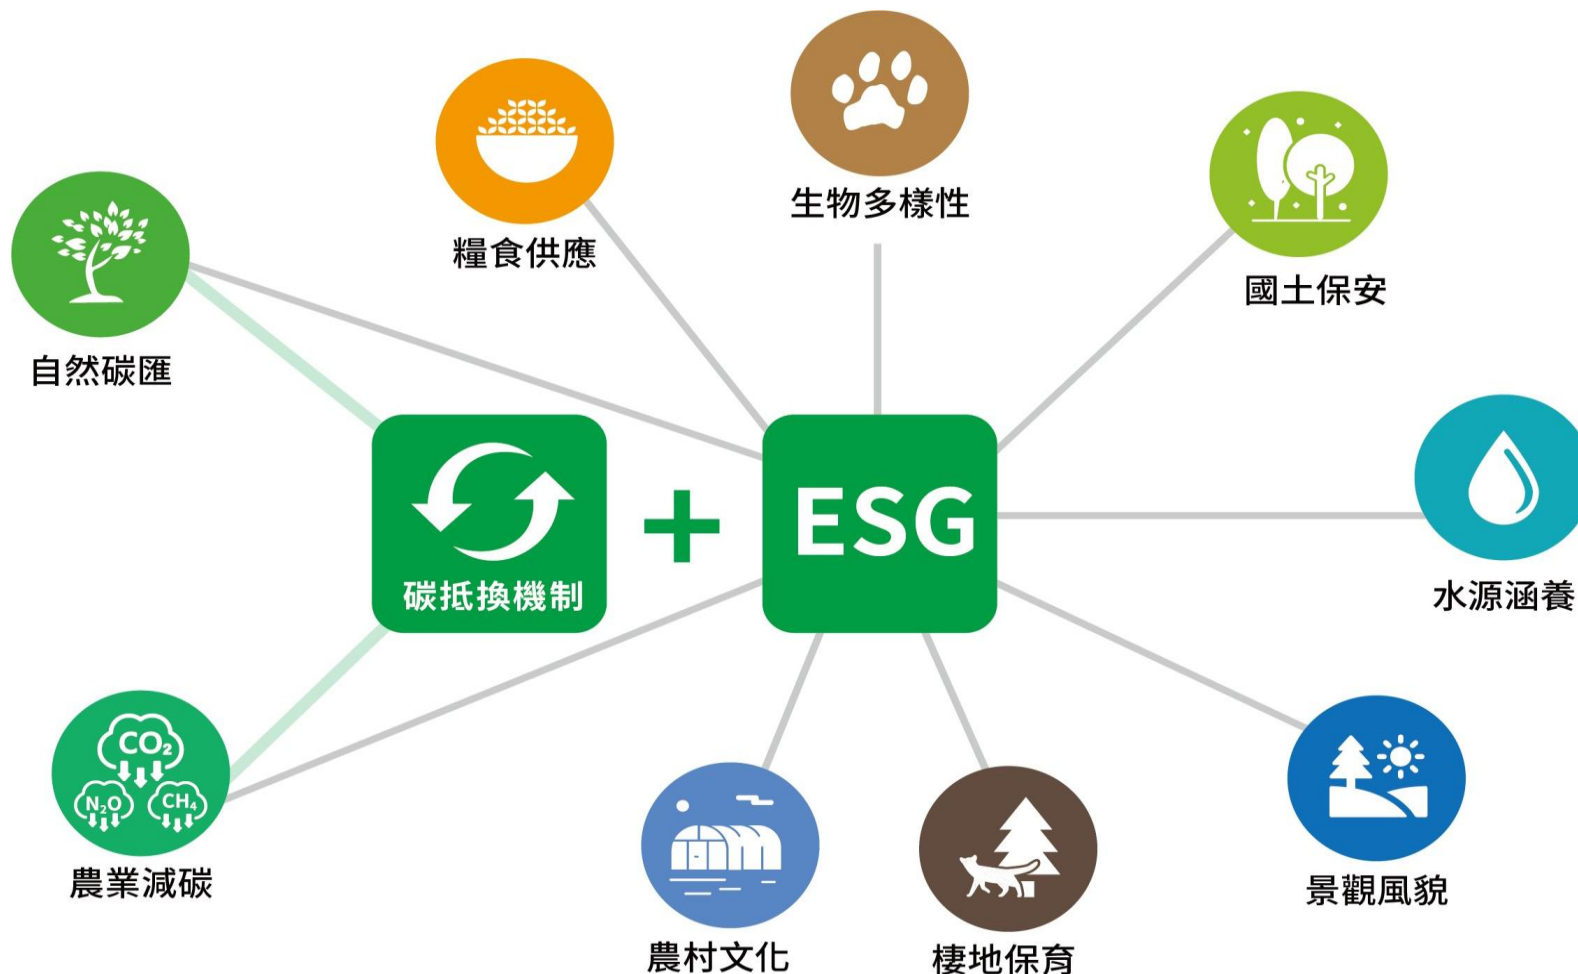 生物多樣性
糧食供應
國土保安
自然碳匯
ESG
碳抵換機制
+
水源涵養
CO₂
N₂O
CH₄
農業減碳
景觀風貌
農村文化
棲地保育